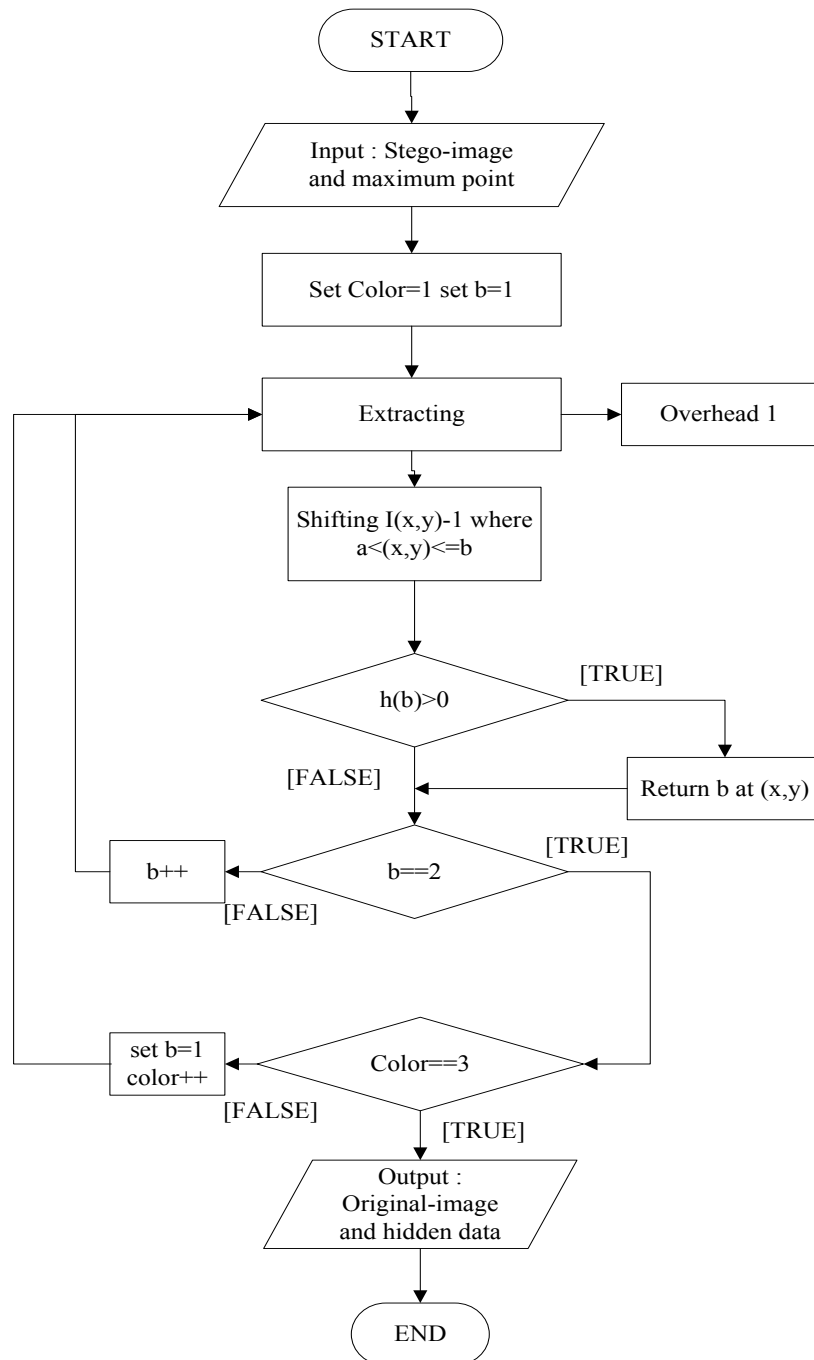 START
Input : Stego-image
and maximum point
Set Color=1 set b=1
Extracting
Overhead 1
Shifting I(x,y)-1 where
a<(x,y)<=b
h(b)>0
[TRUE]
[FALSE]
Return b at (x,y)
b==2
[TRUE]
b++
[FALSE]
Color==3
set b=1
color++
[FALSE]
[TRUE]
Output :
Original-image
and hidden data
END